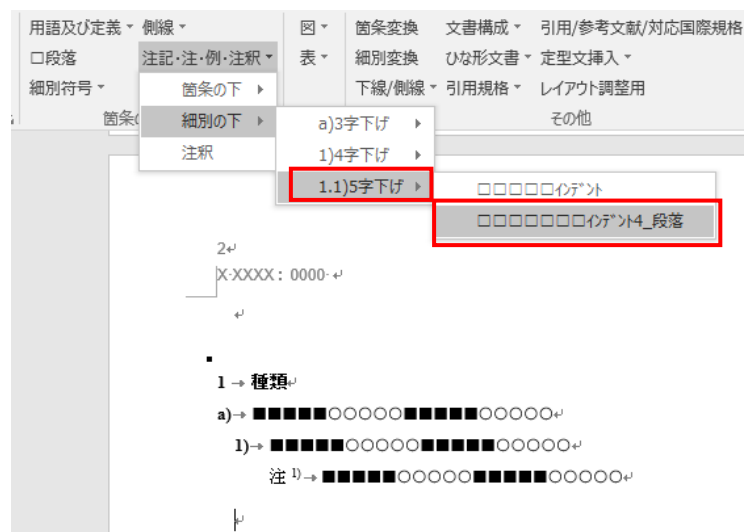 用語及び定義 側線 図 箇条変換 文書構成 引用/参考文献/対応国際規格
□段落 注記・注・例・注釈 表 細別変換 ひな形文書 定型文挿入
細別符号 箇条の下 下線/側線 引用規格 レイアウト調整用
箇条 細別の下 a)3字下げ その他
注釈 1)4字下げ
1.1)5字下げ □□□□□インデント
□□□□□□□インデント4_段落
2↵
X·XXXX : 0000· ↵
↵
1 → 種類↵
a)→ ■■■■■○○○○○■■■■■○○○○○↵
1)→ ■■■■■○○○○○■■■■■○○○○○↵
注 1)→ ■■■■■○○○○○■■■■■○○○○○↵
↵